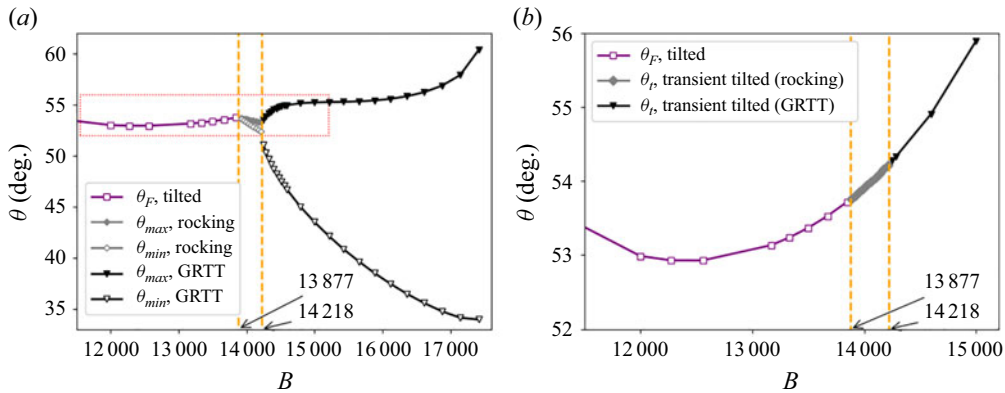 (a)
60
55
50
45
40
35
θ (deg.)
θF, tilted
θmax, rocking
θmin, rocking
θmax, GRTT
θmin, GRTT
13 877
14 218
12 000 13 000 14 000 15 000 16 000 17 000
B
(b)
56
55
54
53
52
θ (deg.)
θF, tilted
θt, transient tilted (rocking)
θt, transient tilted (GRTT)
13 877
14 218
12 000 13 000 14 000 15 000
B